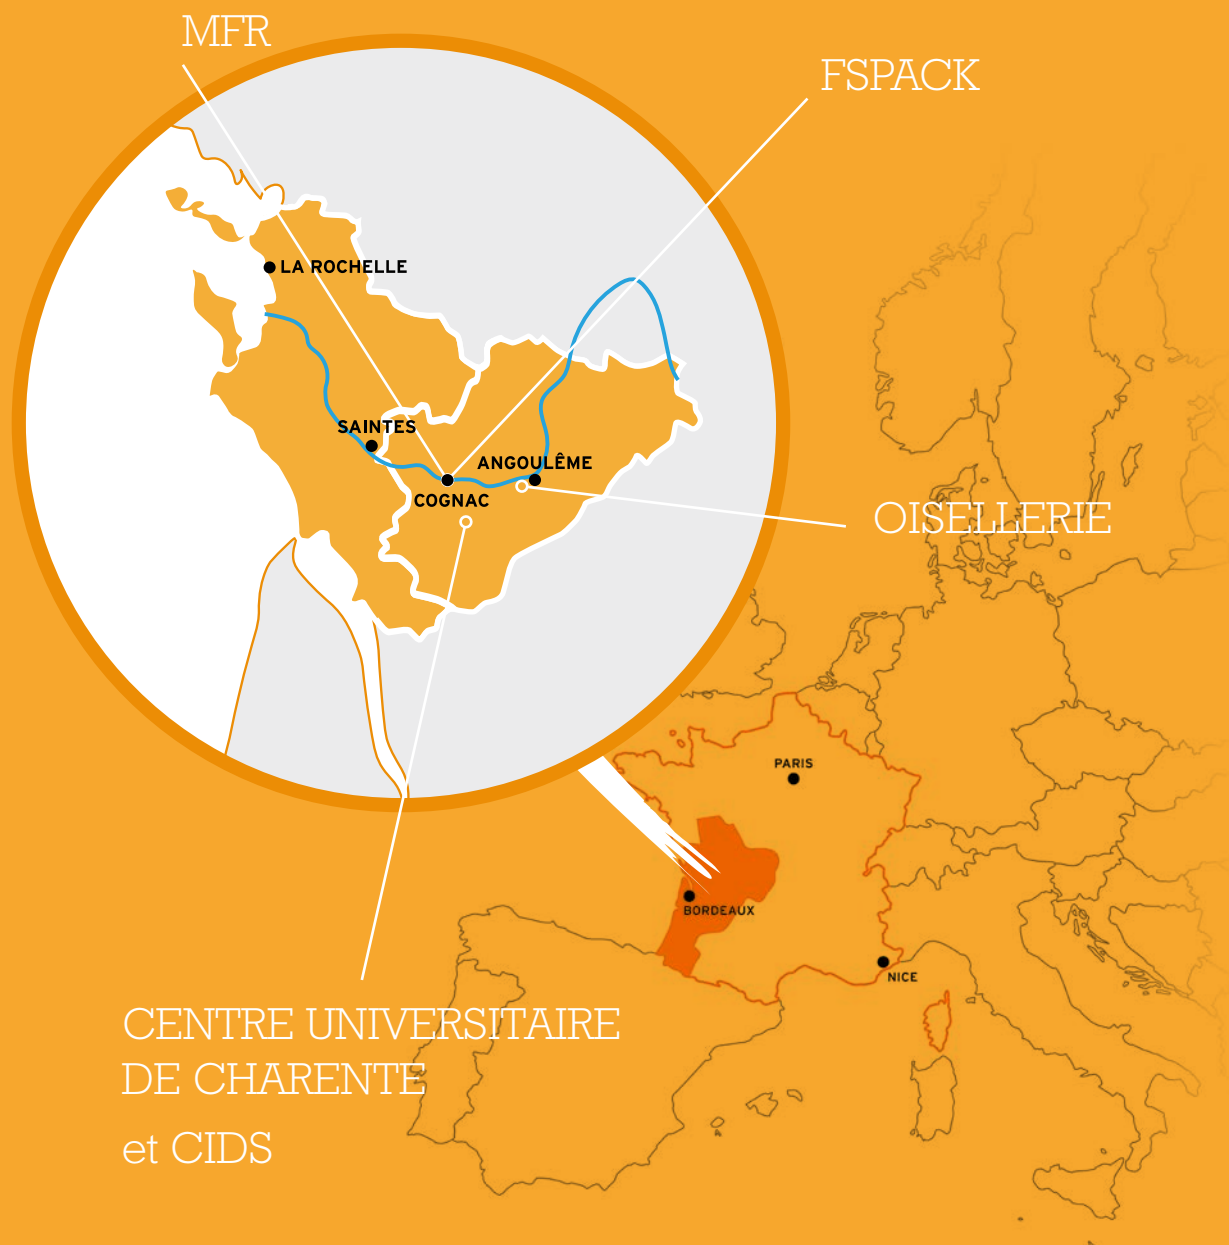 MFR
FSPACK
LA ROCHELLE
SAINTES
ANGOULÊME
COGNAC
OISELLERIE
PARIS
BORDEAUX
NICE
CENTRE UNIVERSITAIRE
DE CHARENTE
et CIDS